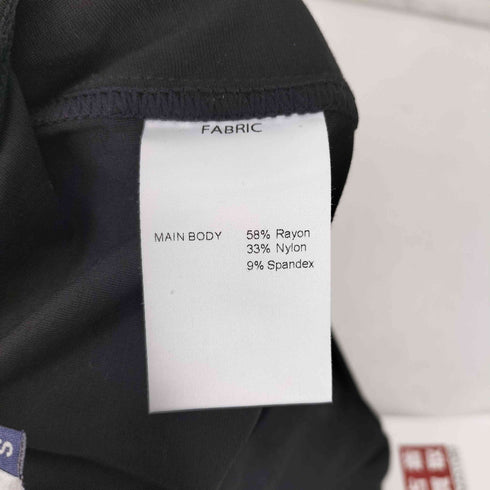 FABRIC
MAIN BODY 58% Rayon
33% Nylon
9% Spandex
S